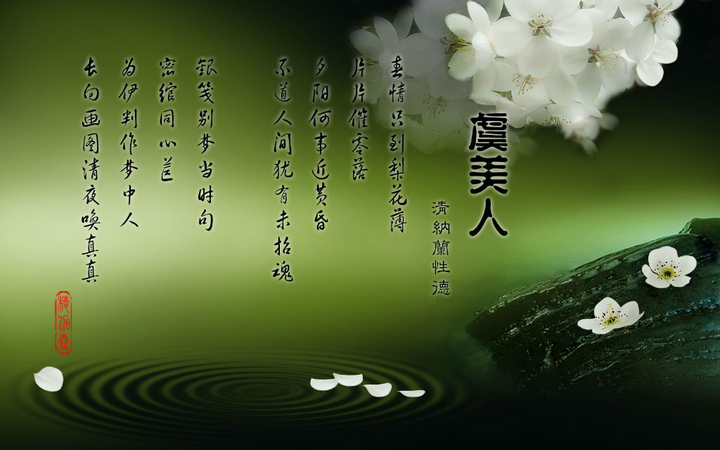 虞美人
清納蘭性德
春情只到梨花薄
片片催零落
夕阳何事近黄昏
不道人间犹有未招魂
银笺别梦当时句
密绾同心苣
为伊判作梦中人
长向画图清夜唤真真